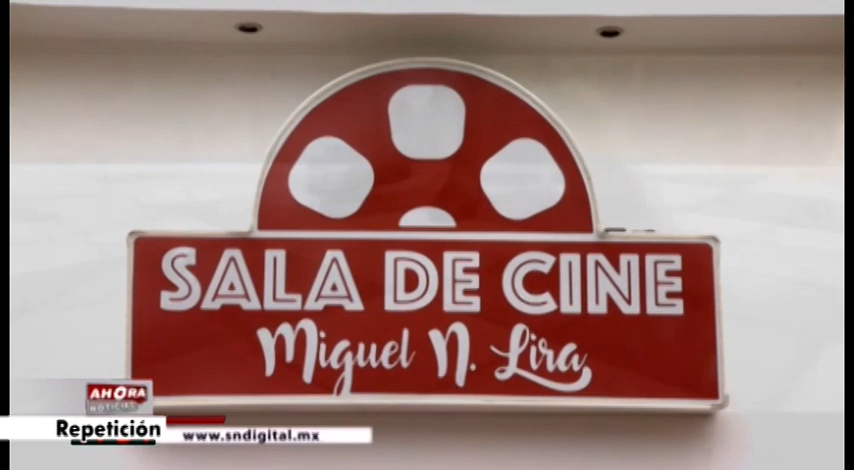 SALA DE CINE
Miguel N. Lira
AHORA
NOTICIAS
Repetición
www.sndigital.mx